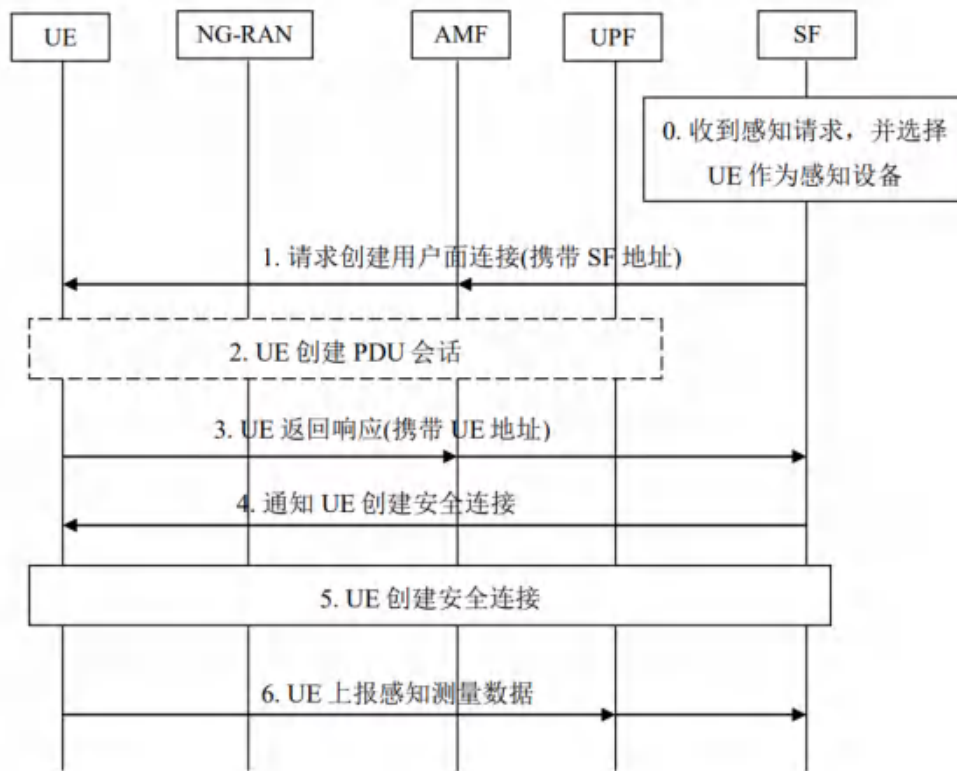 UE
NG-RAN
AMF
UPF
SF
0. 收到感知请求，并选择
UE 作为感知设备
1. 请求创建用户面连接(携带 SF 地址)
2. UE 创建 PDU 会话
3. UE 返回响应(携带 UE 地址)
4. 通知 UE 创建安全连接
5. UE 创建安全连接
6. UE 上报感知测量数据